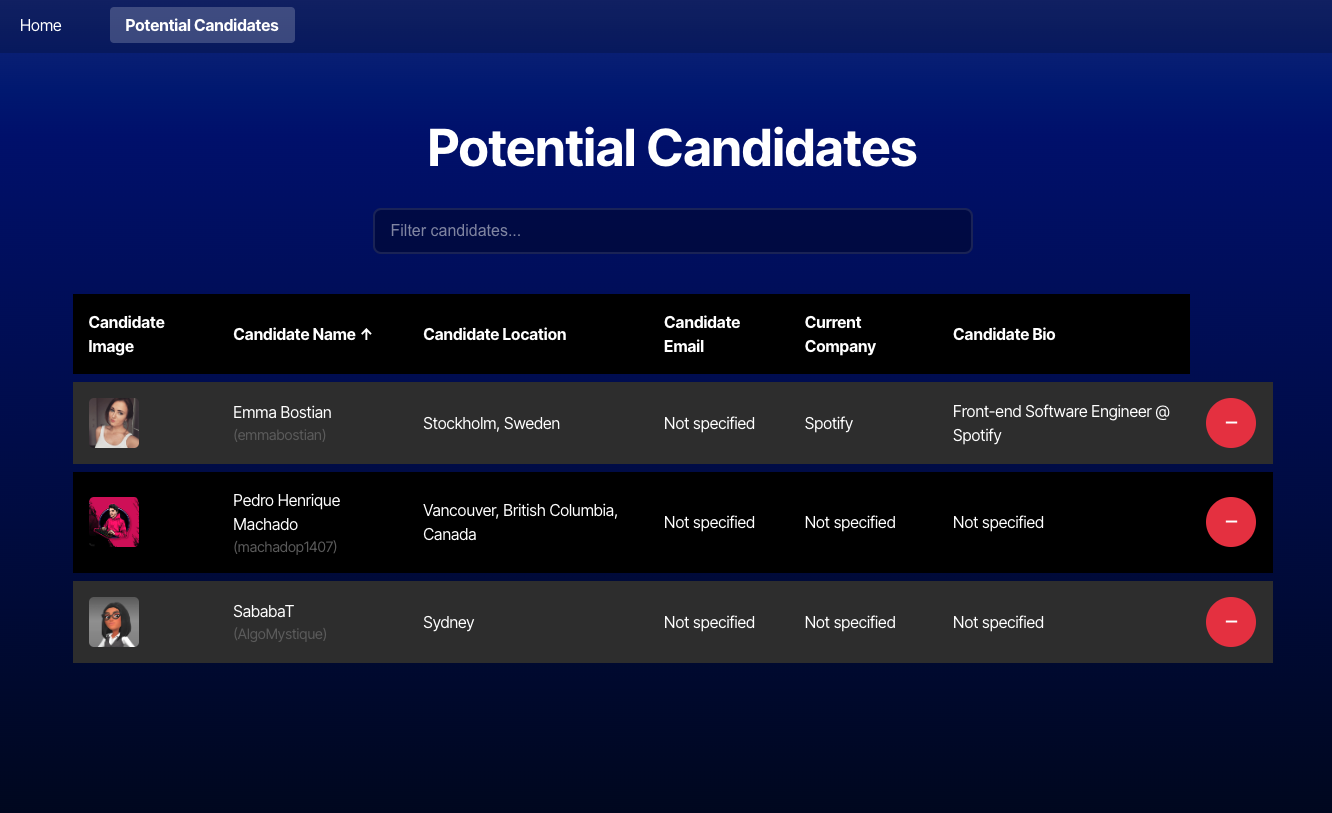 Home
Potential Candidates
Potential Candidates
Filter candidates...
Candidate
Image
Candidate Name ↑
Candidate Location
Candidate
Email
Current
Company
Candidate Bio
Emma Bostian
(emmabostian)
Stockholm, Sweden
Not specified
Spotify
Front-end Software Engineer @
Spotify
−
Pedro Henrique
Machado
(machadop1407)
Vancouver, British Columbia,
Canada
Not specified
Not specified
Not specified
−
SababaT
(AlgoMystique)
Sydney
Not specified
Not specified
Not specified
−